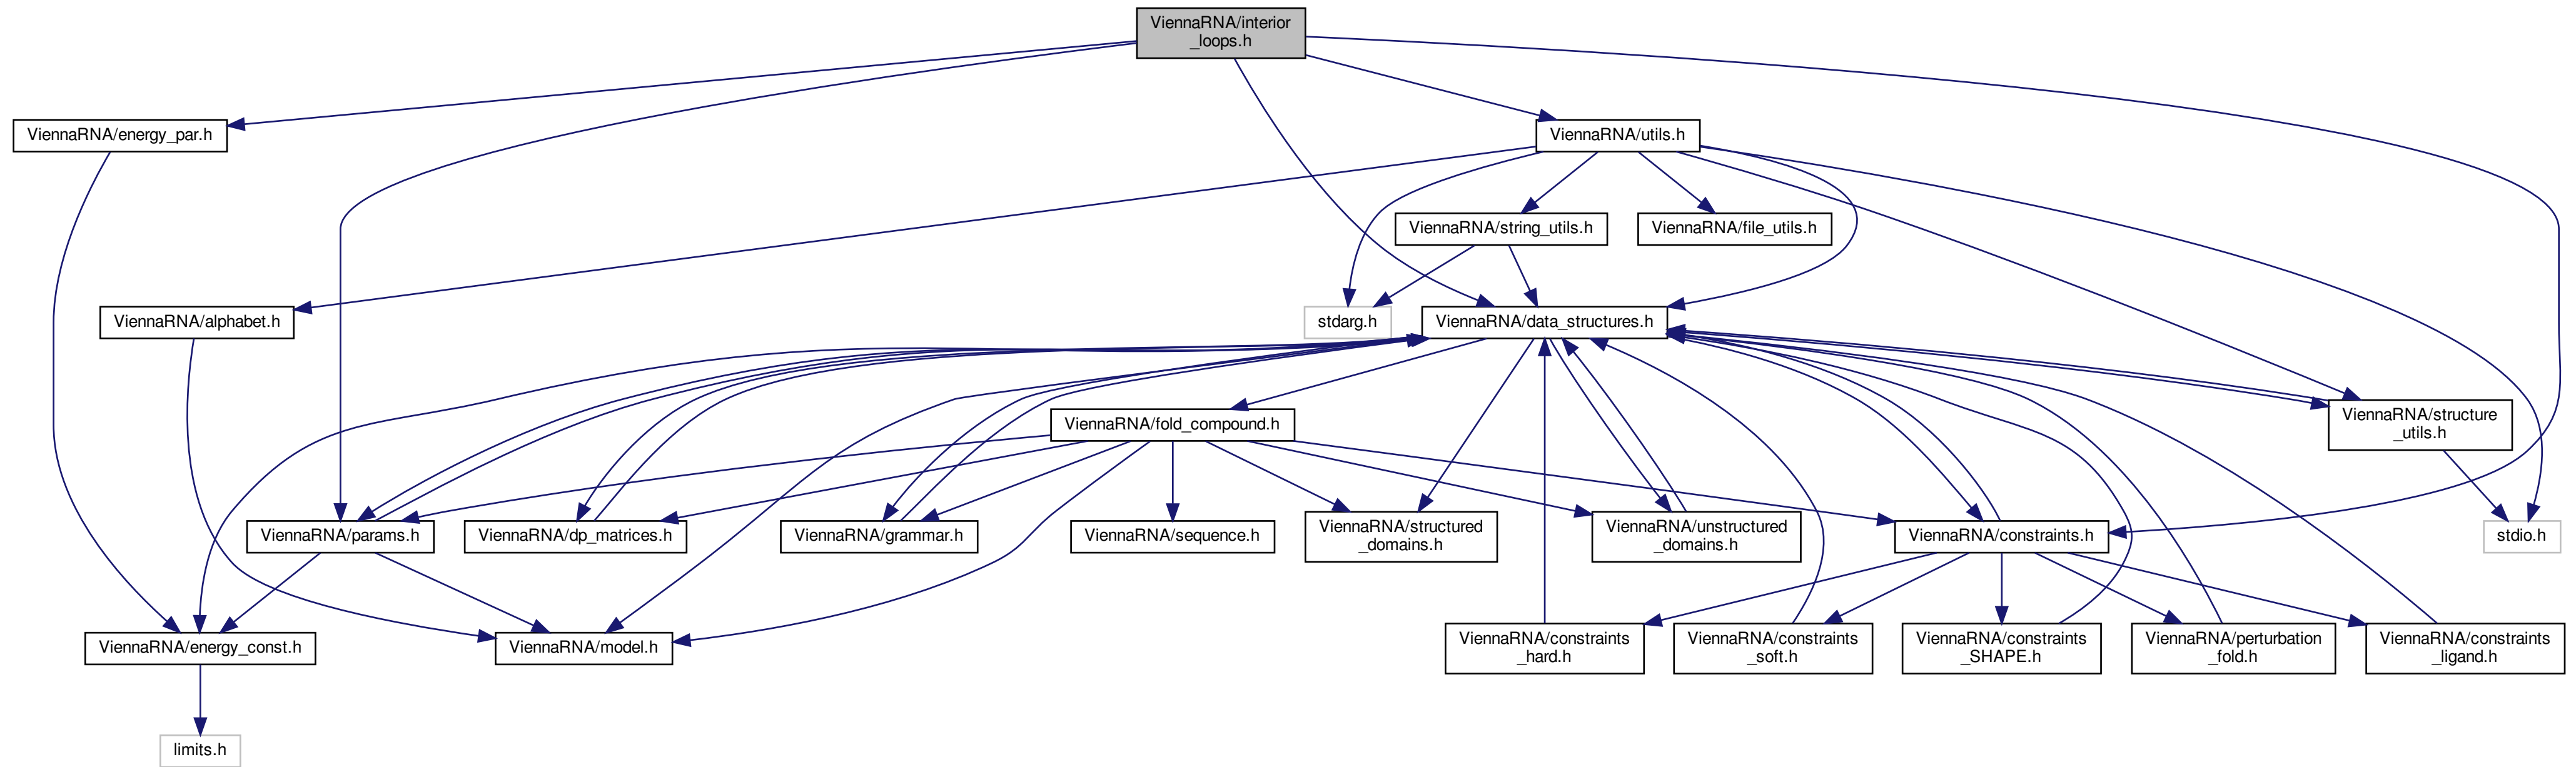 ViennaRNA/interior
_loops.h
ViennaRNA/energy_par.h
ViennaRNA/utils.h
ViennaRNA/string_utils.h
ViennaRNA/file_utils.h
ViennaRNA/alphabet.h
stdarg.h
ViennaRNA/data_structures.h
ViennaRNA/fold_compound.h
ViennaRNA/structure
_utils.h
ViennaRNA/params.h
ViennaRNA/dp_matrices.h
ViennaRNA/grammar.h
ViennaRNA/sequence.h
ViennaRNA/structured
_domains.h
ViennaRNA/unstructured
_domains.h
ViennaRNA/constraints.h
stdio.h
ViennaRNA/energy_const.h
ViennaRNA/model.h
ViennaRNA/constraints
_hard.h
ViennaRNA/constraints
_soft.h
ViennaRNA/constraints
_SHAPE.h
ViennaRNA/perturbation
_fold.h
ViennaRNA/constraints
_ligand.h
limits.h